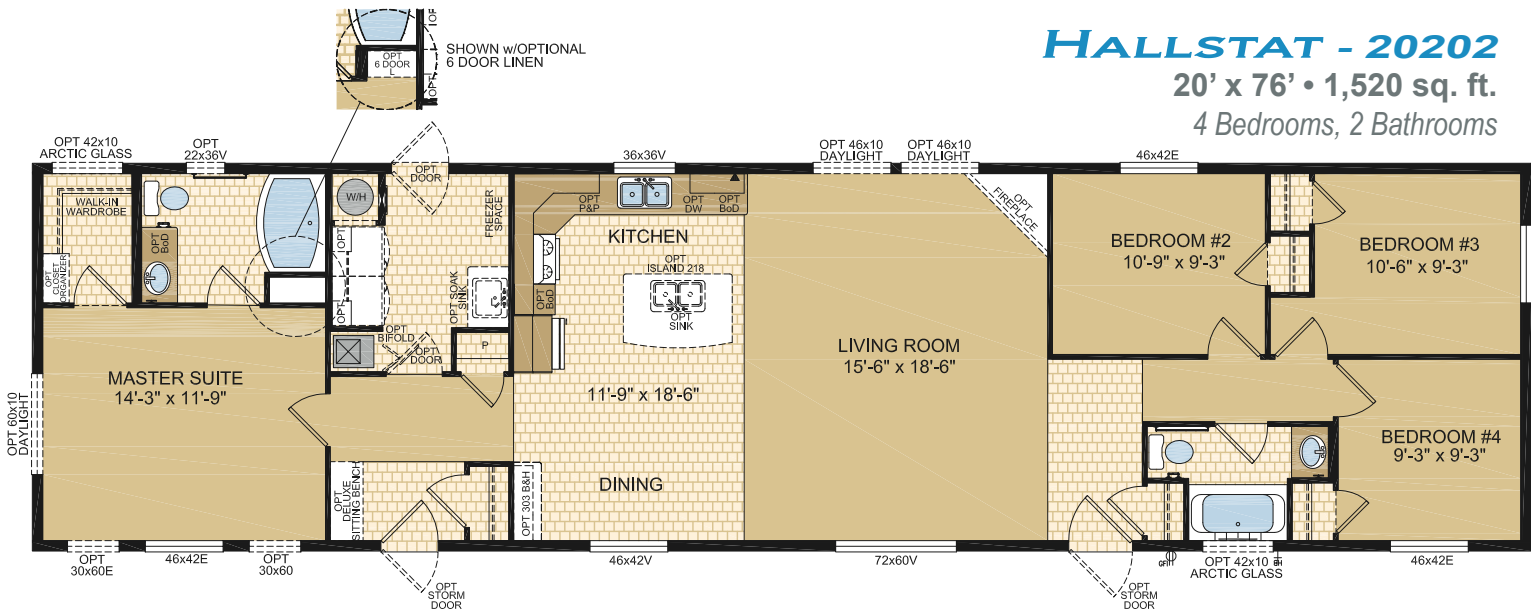 HALLSTAT - 20202
20' x 76' • 1,520 sq. ft.
4 Bedrooms, 2 Bathrooms
OPT
6 DOOR
L
OPT
OPT
SHOWN w/OPTIONAL
6 DOOR LINEN
OPT 42x10
ARCTIC GLASS
OPT
22x36V
OPT
DOOR
36x36V
OPT 46x10
DAYLIGHT
OPT 46x10
DAYLIGHT
46x42E
WALK-IN
WARDROBE
OPT
CLOSET
ORGANIZER
OPT
BoD
W/H
OPT
OPT
FREEZER
SPACE
OPT SOAK
SINK
OPT
BIFOLD
OPT
DOOR
P
OPT
P&P
OPT
DW
OPT
BoD
KITCHEN
OPT
ISLAND 218
OPT
BoD
OPT
SINK
OPT
FIREPLACE
BEDROOM #2
10'-9" x 9'-3"
BEDROOM #3
10'-6" x 9'-3"
LIVING ROOM
15'-6" x 18'-6"
MASTER SUITE
14'-3" x 11'-9"
11'-9" x 18'-6"
OPT 60x10
DAYLIGHT
BEDROOM #4
9'-3" x 9'-3"
DINING
OPT
DELUXE
SITTING BENCH
OPT 303 B&H
OPT
30x60E
46x42E
OPT
30x60
OPT
STORM
DOOR
46x42V
72x60V
OPT
STORM
DOOR
GFI
OPT 42x10
ARCTIC GLASS
46x42E